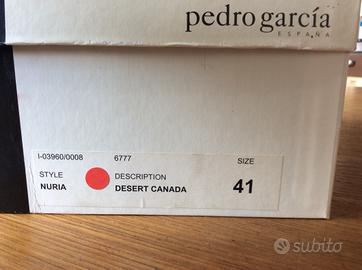 pedro garcía
ESPAÑA
I-03960/0008 6777 SIZE
STYLE DESCRIPTION 41
NURIA DESERT CANADA
subito